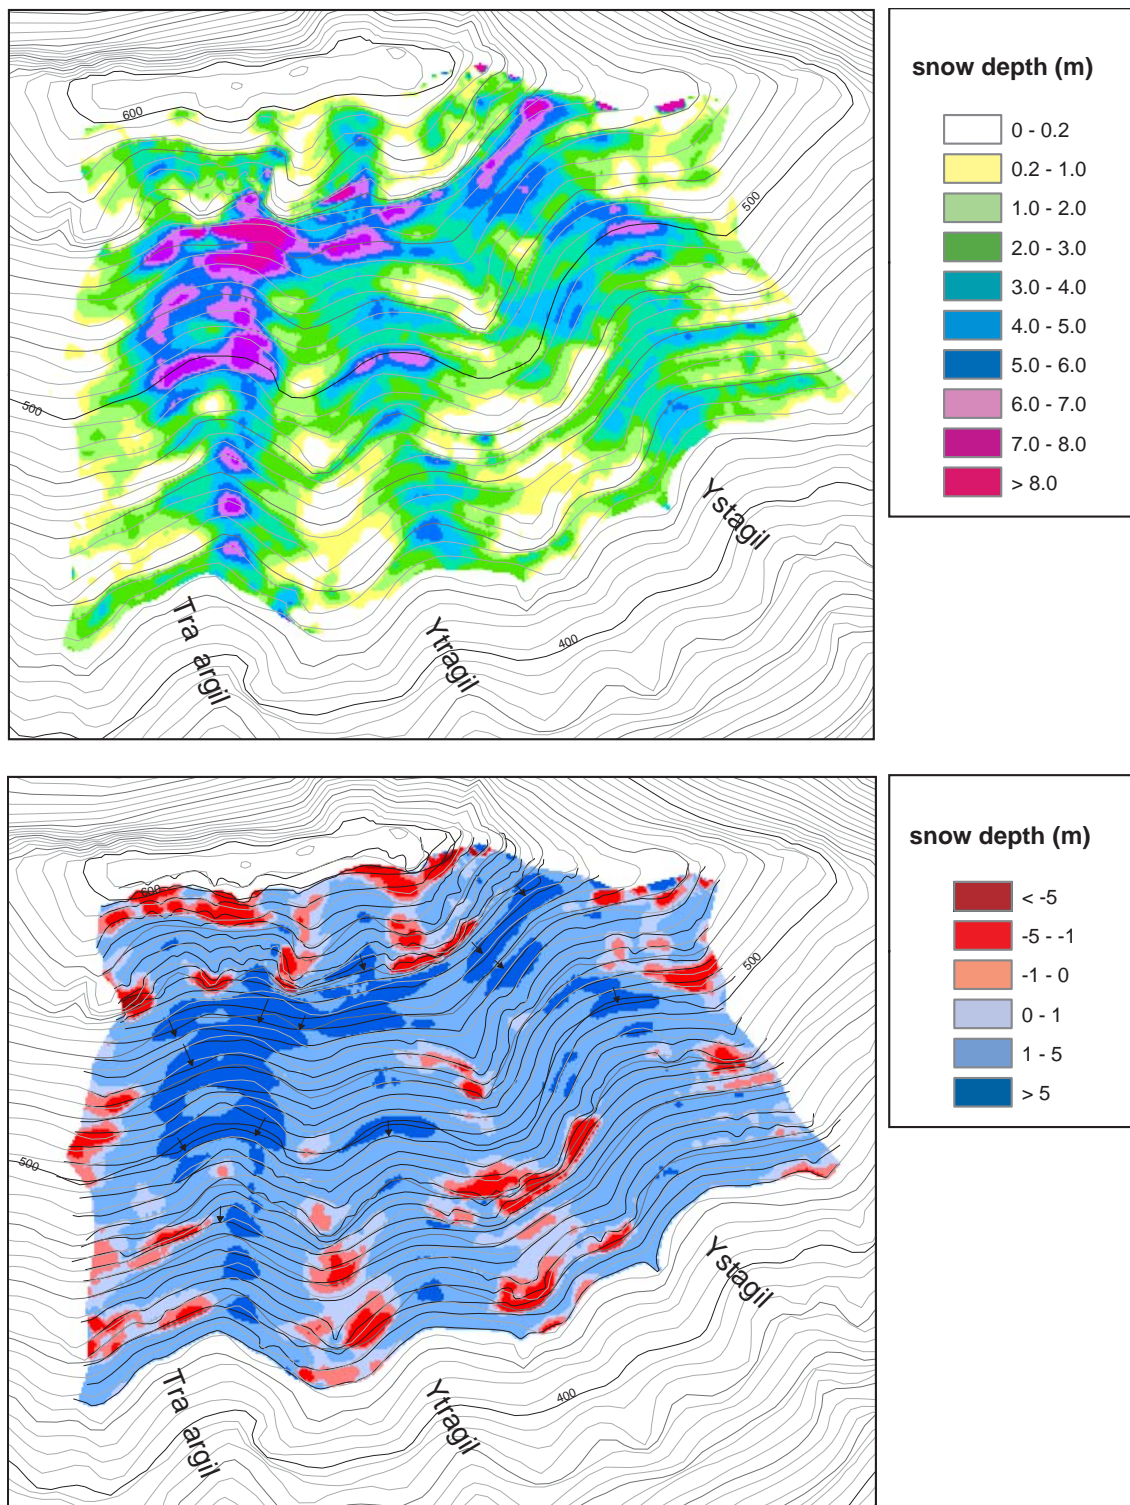 snow depth (m)
0 - 0.2
0.2 - 1.0
1.0 - 2.0
2.0 - 3.0
3.0 - 4.0
4.0 - 5.0
5.0 - 6.0
6.0 - 7.0
7.0 - 8.0
> 8.0
600
500
500
400
Tra argil
Ytragil
Ystagil
snow depth (m)
< -5
-5 - -1
-1 - 0
0 - 1
1 - 5
> 5
600
500
500
400
Tra argil
Ytragil
Ystagil